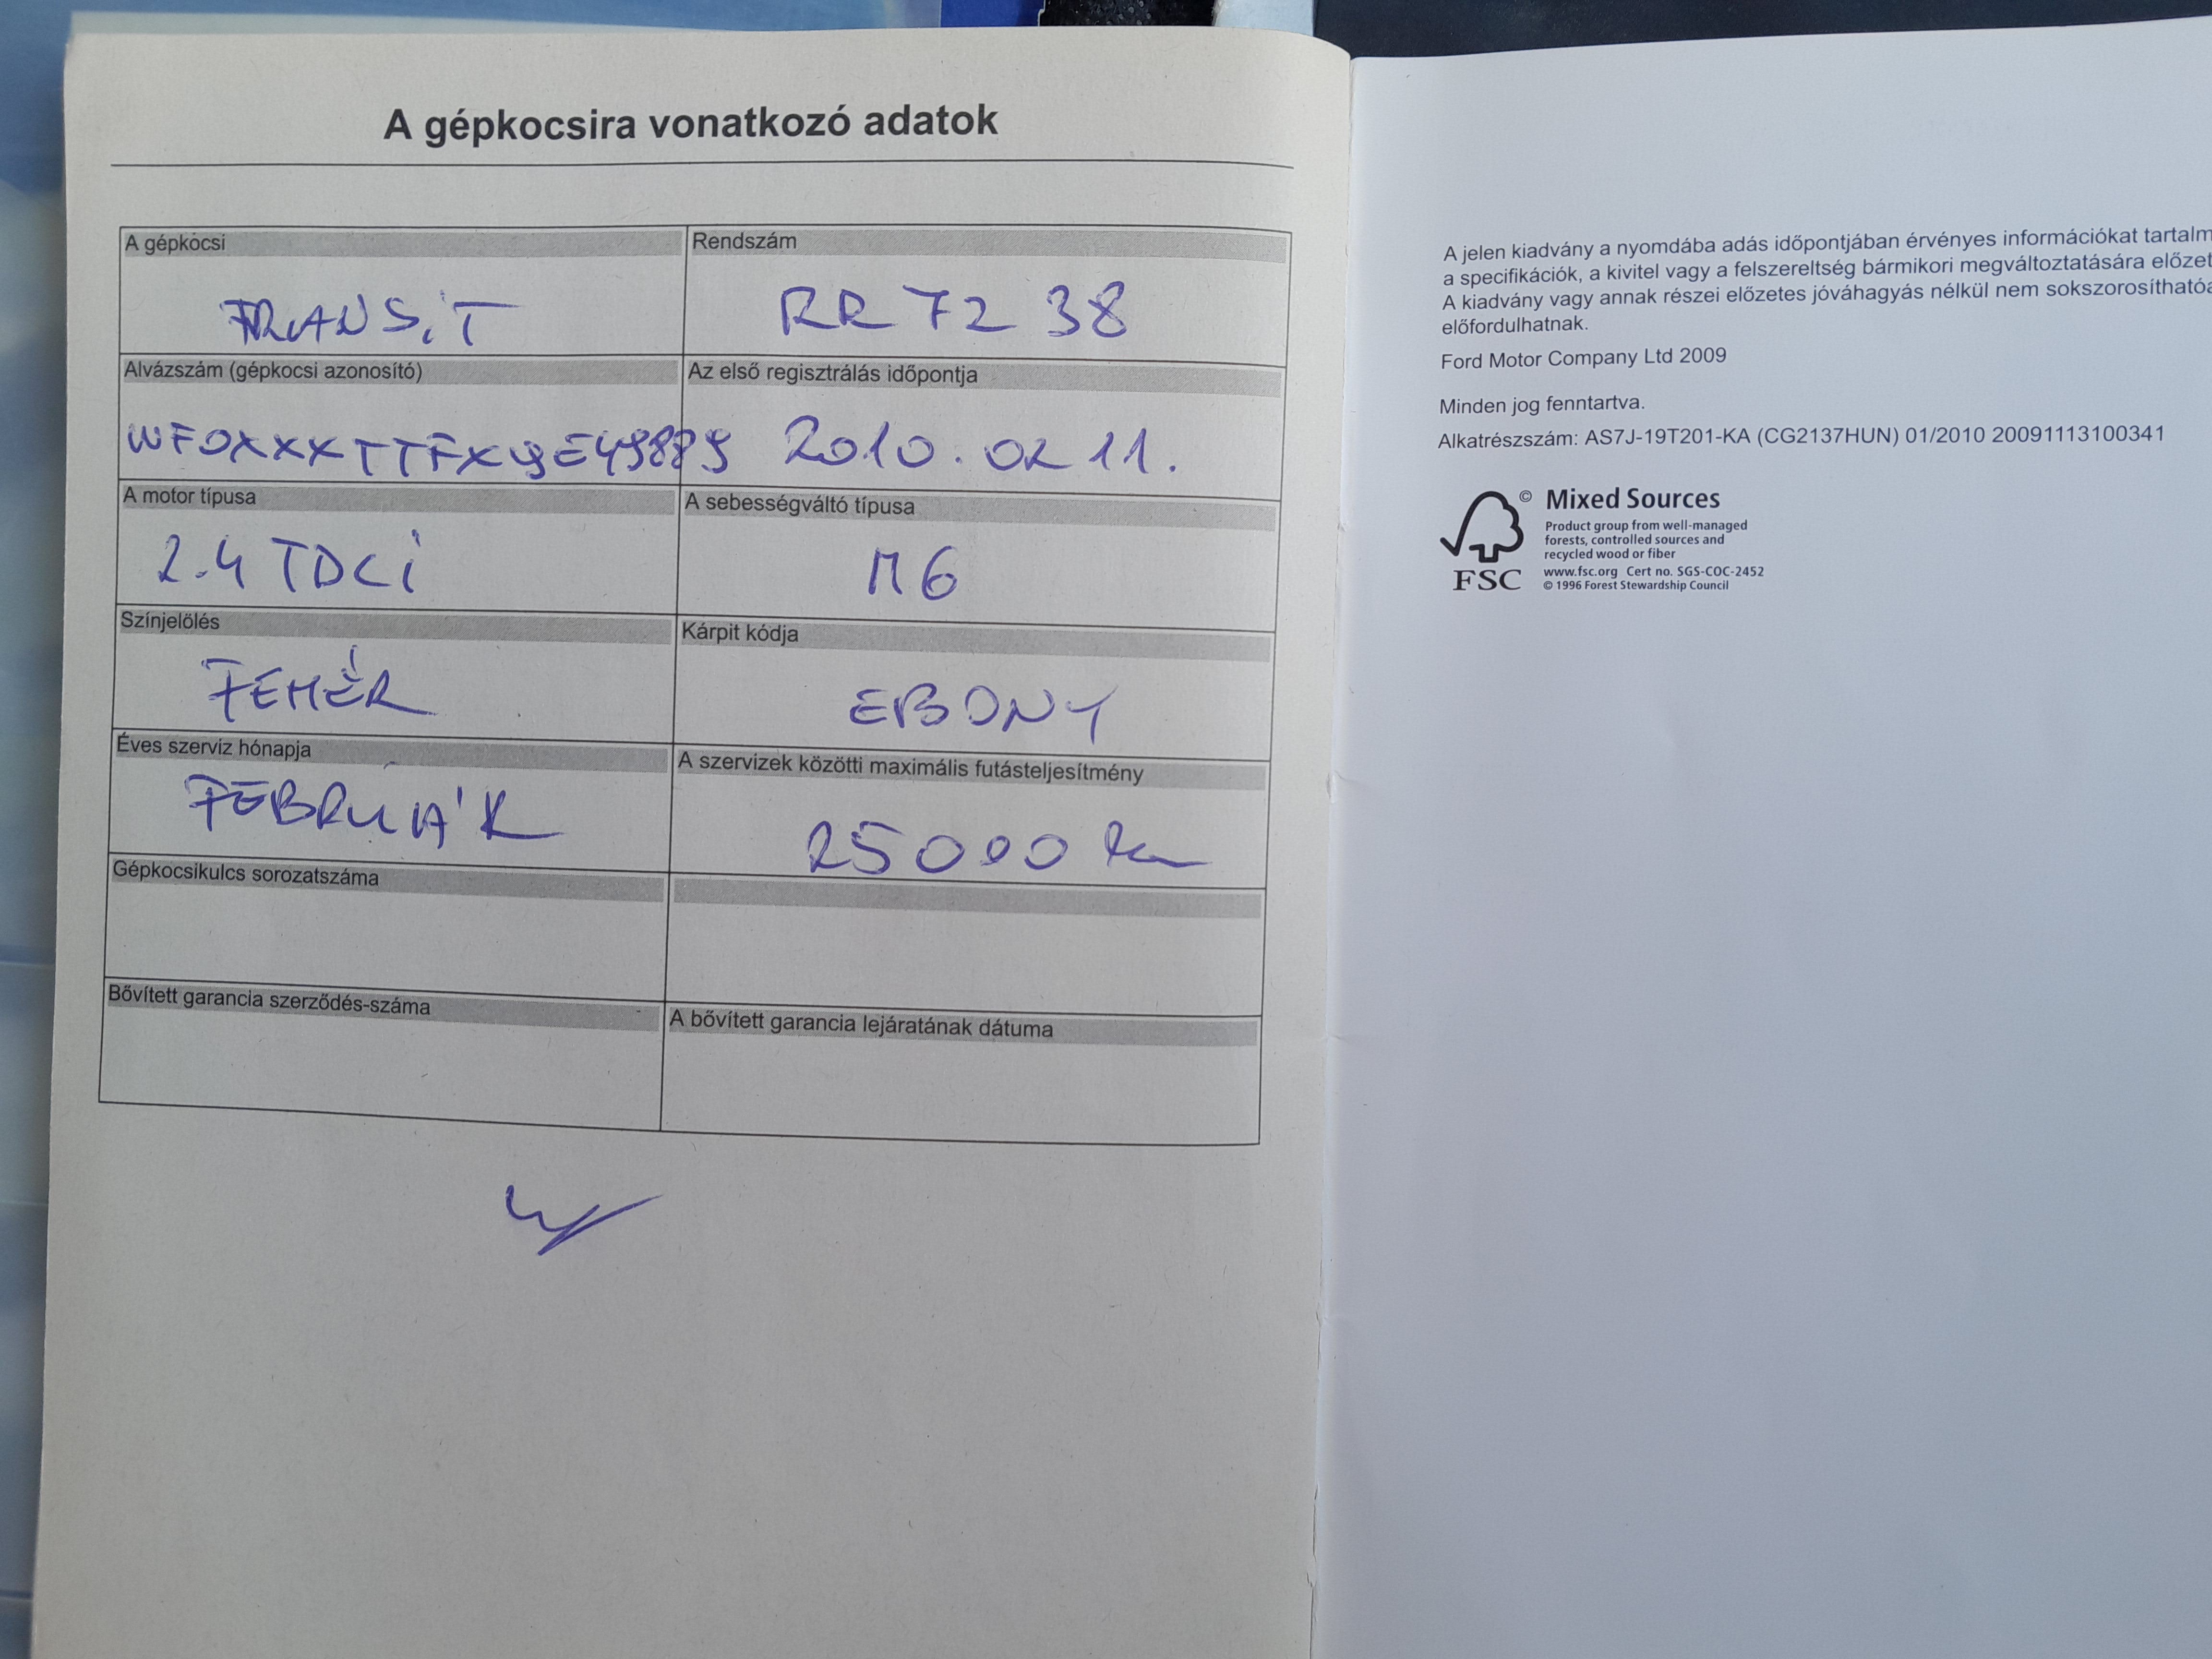 A gépkocsira vonatkozó adatok
A gépkocsi
TRANSiT
Rendszám
RR 72 38
Alvázszám (gépkocsi azonosító)
Az első regisztrálás időpontja
2010. 02 11.
A motor típusa
2.4 TDCi
A sebességváltó típusa
M6
Színjelölés
FEHÉR
Kárpit kódja
EBONY
Éves szerviz hónapja
FEBRUÁR
A szervizek közötti maximális futásteljesítmény
25000 km
Gépkocsikulcs sorozatszáma
Bővített garancia szerződés-száma
A bővített garancia lejáratának dátuma
A jelen kiadvány a nyomdába adás időpontjában érvényes információkat tartalm
a specifikációk, a kivitel vagy a felszereltség bármikori megváltoztatására előzet
A kiadvány vagy annak részei előzetes jóváhagyás nélkül nem sokszorosítható
előfordulhatnak.
Ford Motor Company Ltd 2009
Minden jog fenntartva.
Alkatrészszám: AS7J-19T201-KA (CG2137HUN) 01/2010 20091113100341
© Mixed Sources
Product group from well-managed
forests, controlled sources and
recycled wood or fiber
FSC
www.fsc.org Cert no. SGS-COC-2452
© 1996 Forest Stewardship Council